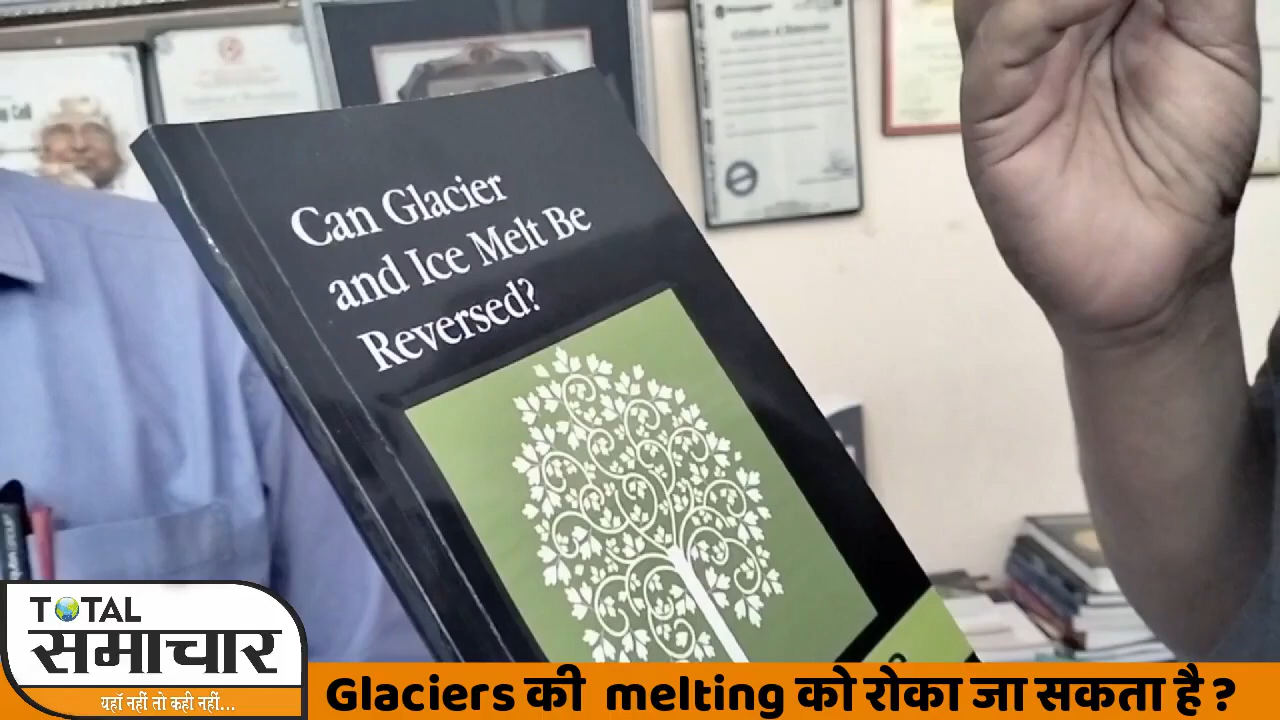 Can Glacier
and Ice Melt Be
Reversed?
TOTAL
समाचार
यहाँ नहीं तो कही नहीं...
Glaciers की melting को रोका जा सकता है ?